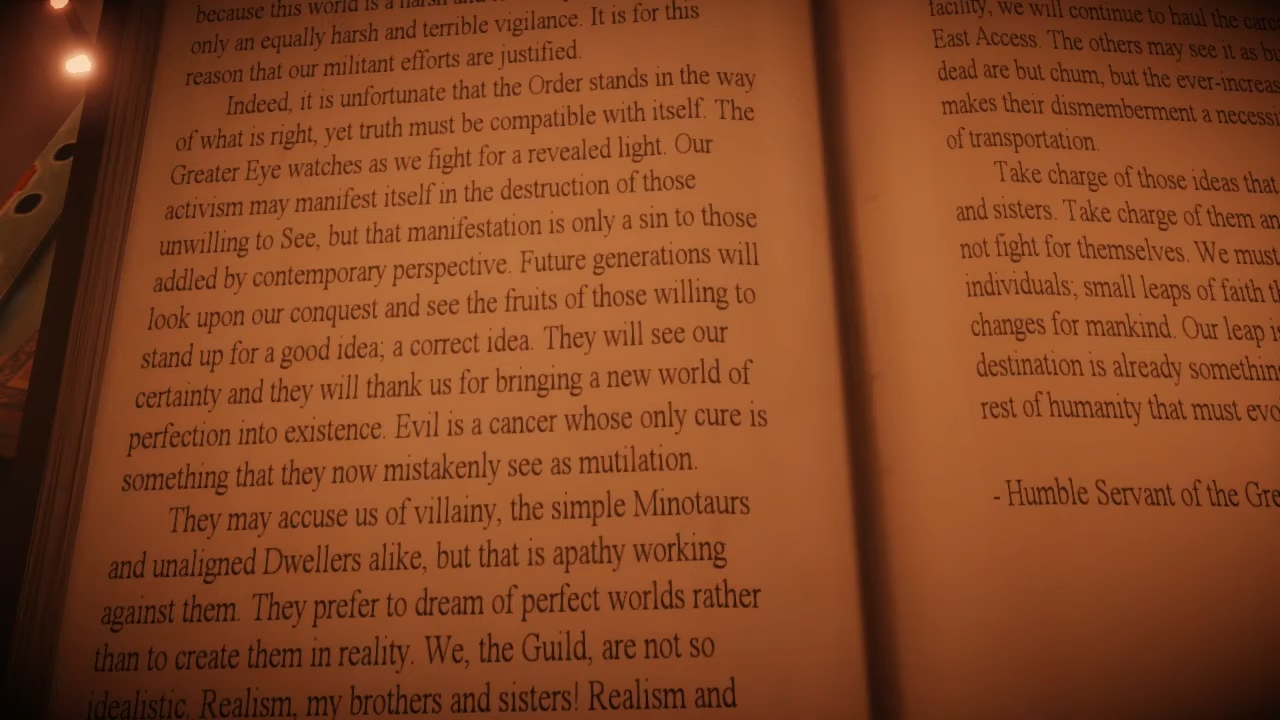 because this world is a harsh and
only an equally harsh and terrible vigilance. It is for this
reason that our militant efforts are justified.
Indeed, it is unfortunate that the Order stands in the way
of what is right, yet truth must be compatible with itself. The
Greater Eye watches as we fight for a revealed light. Our
activism may manifest itself in the destruction of those
unwilling to See, but that manifestation is only a sin to those
addled by contemporary perspective. Future generations will
look upon our conquest and see the fruits of those willing to
stand up for a good idea; a correct idea. They will see our
certainty and they will thank us for bringing a new world of
perfection into existence. Evil is a cancer whose only cure is
something that they now mistakenly see as mutilation.
They may accuse us of villainy, the simple Minotaurs
and unaligned Dwellers alike, but that is apathy working
against them. They prefer to dream of perfect worlds rather
than to create them in reality. We, the Guild, are not so
idealistic. Realism, my brothers and sisters! Realism and
facility, we will continue to haul the
East Access. The others may see it as
dead are but chum, but the
makes their dismemberment a
of transportation.
Take charge of those ideas that
and sisters. Take charge of them
not fight for themselves. We must
individuals; small leaps of faith
changes for mankind. Our leap
destination is already
rest of humanity that must
- Humble Servant of the